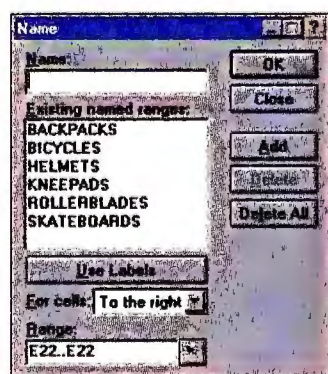 Name
Name:
OK
Close
Existing named ranges:
BACKPACKS
BICYCLES
HELMETS
KNEEPADS
ROLLERBLADES
SKATEBOARDS
Add
Delete
Delete All
Use Labels
For cells: To the right
Range:
E22..E22